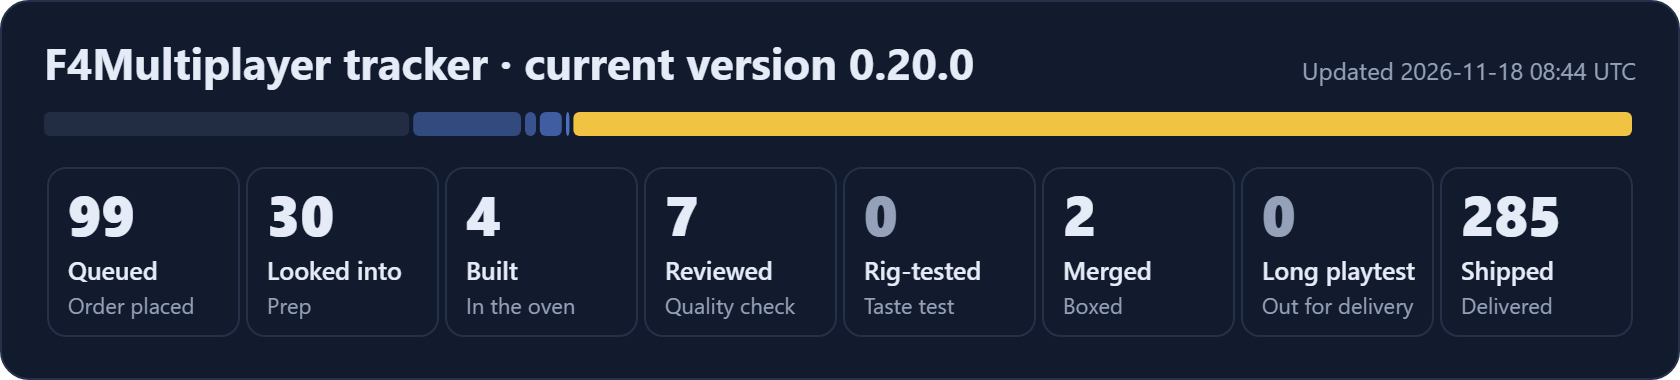 F4Multiplayer tracker · current version 0.20.0
Updated 2026-11-18 08:44 UTC
99
Queued
Order placed
30
Looked into
Prep
4
Built
In the oven
7
Reviewed
Quality check
0
Rig-tested
Taste test
2
Merged
Boxed
0
Long playtest
Out for delivery
285
Shipped
Delivered